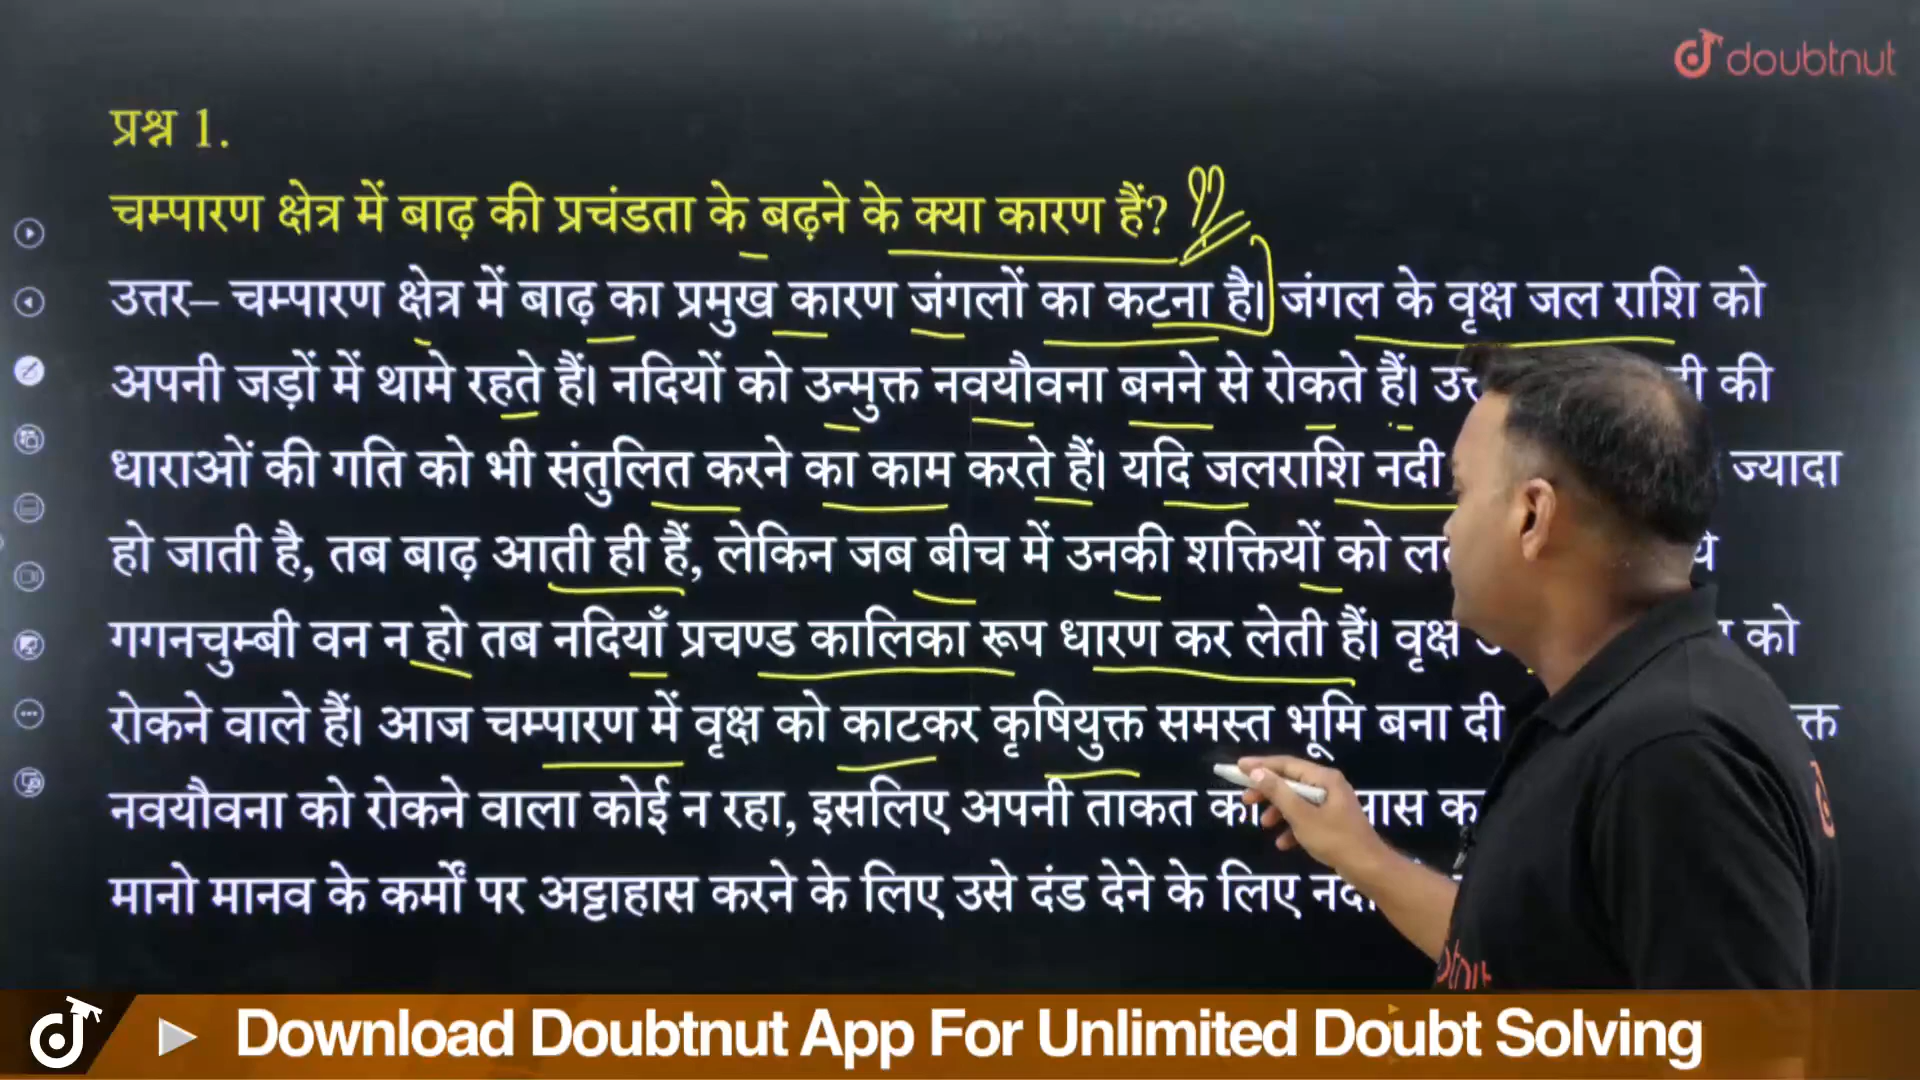 doubtnut
प्रश्न 1.
चम्पारण क्षेत्र में बाढ़ की प्रचंडता के बढ़ने के क्या कारण हैं?
उत्तर– चम्पारण क्षेत्र में बाढ़ का प्रमुख कारण जंगलों का कटना है। जंगल के वृक्ष जल राशि को
अपनी जड़ों में थामे रहते हैं। नदियों को उन्मुक्त नवयौवना बनने से रोकते हैं। की
धाराओं की गति को भी संतुलित करने का काम करते हैं। यदि जलराशि नदी ज्यादा
हो जाती है, तब बाढ़ आती ही हैं, लेकिन जब बीच में उनकी शक्तियों को
गगनचुम्बी वन न हो तब नदियाँ प्रचण्ड कालिका रूप धारण कर लेती हैं। वृक्ष को
रोकने वाले हैं। आज चम्पारण में वृक्ष को काटकर कृषियुक्त समस्त भूमि बना दी
नवयौवना को रोकने वाला कोई न रहा, इसलिए अपनी ताकत
मानो मानव के कर्मों पर अट्टाहास करने के लिए उसे दंड देने के लिए
Download Doubtnut App For Unlimited Doubt Solving